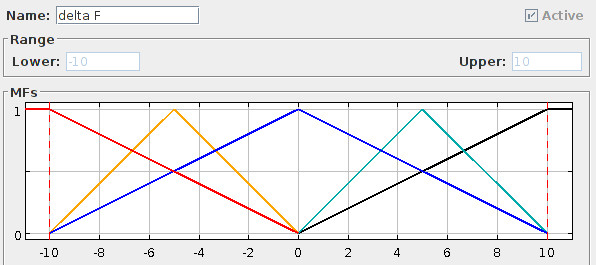 Name: delta F Active
Range
Lower: -10 Upper: 10
MFs
1
0
-10 -8 -6 -4 -2 0 2 4 6 8 10